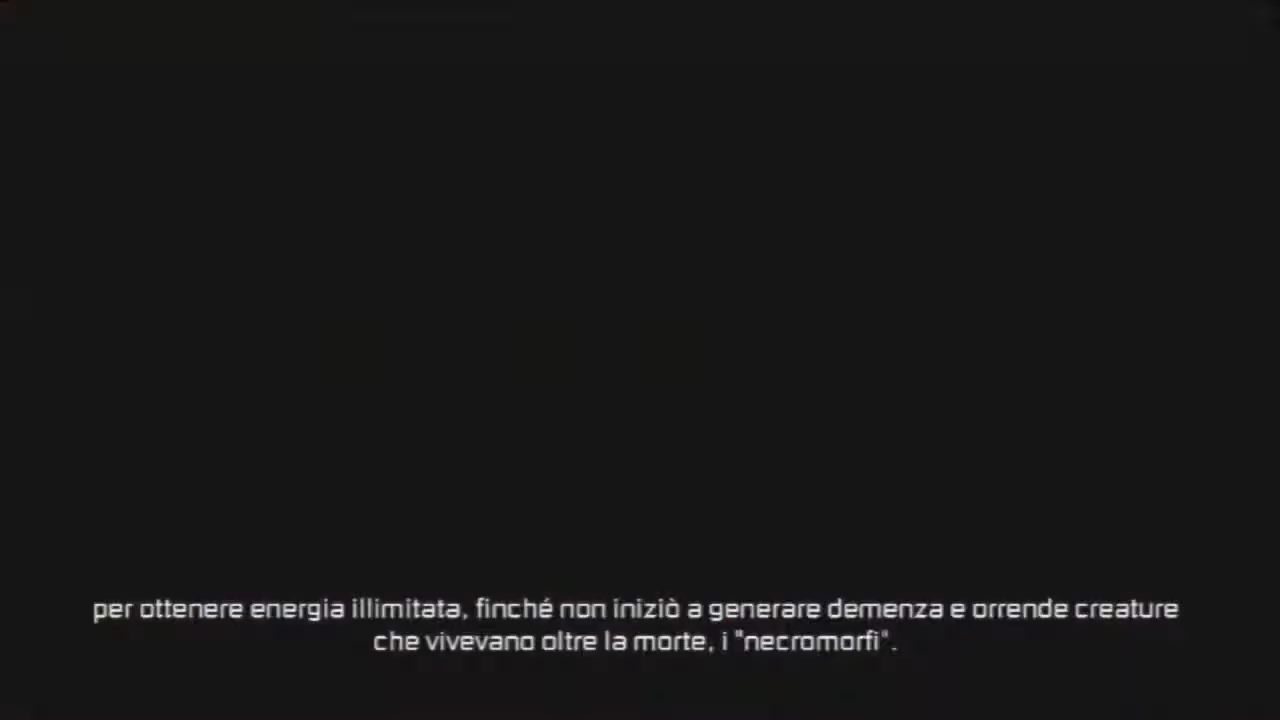 per ottenere energia illimitata, finché non iniziò a generare demenza e orrende creature
che vivevano oltre la morte, i "necromorfi".